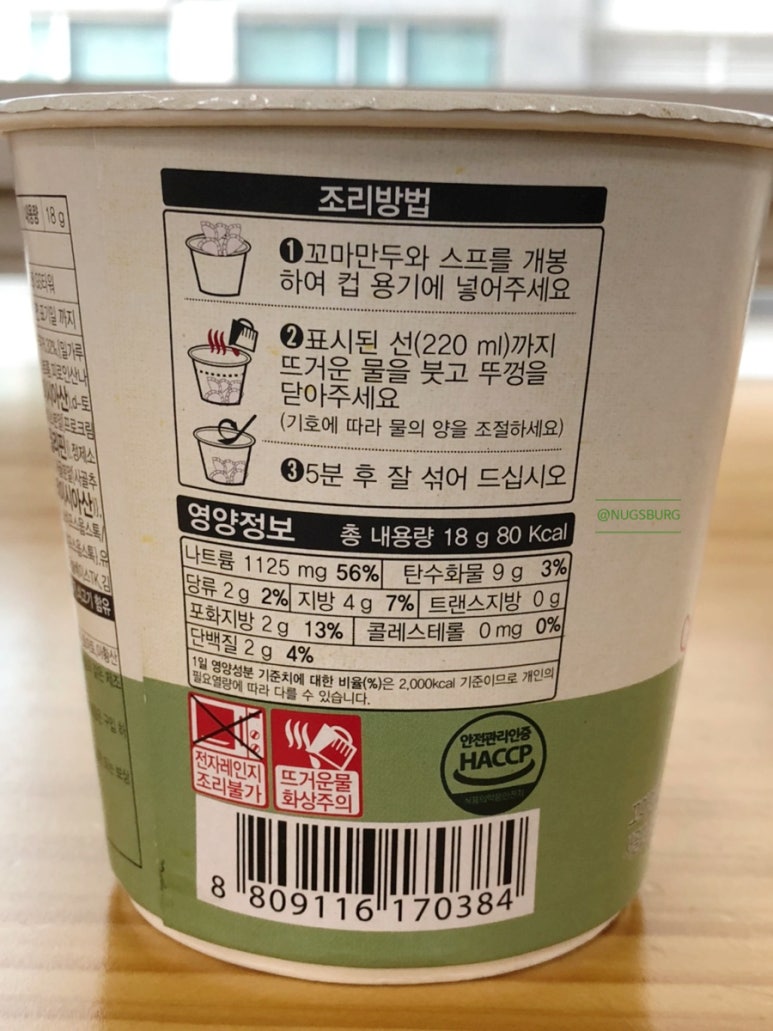 18 g
조리방법
❶꼬마만두와 스프를 개봉
하여 컵 용기에 넣어주세요
❷표시된 선(220 ml)까지
뜨거운 물을 붓고 뚜껑을
닫아주세요
(기호에 따라 물의 양을 조절하세요)
❸5분 후 잘 섞어 드십시오
영양정보 총 내용량 18 g 80 Kcal
나트륨 1125 mg 56% 탄수화물 9 g 3%
당류 2 g 2% 지방 4 g 7% 트랜스지방 0 g
포화지방 2 g 13% 콜레스테롤 0 mg 0%
단백질 2 g 4%
1일 영양성분 기준치에 대한 비율(%)은 2,000kcal 기준이므로 개인의
필요열량에 따라 다를 수 있습니다.
전자레인지
조리불가
뜨거운물
화상주의
안전관리인증
HACCP
8 809116 170384
@NUGSBURG